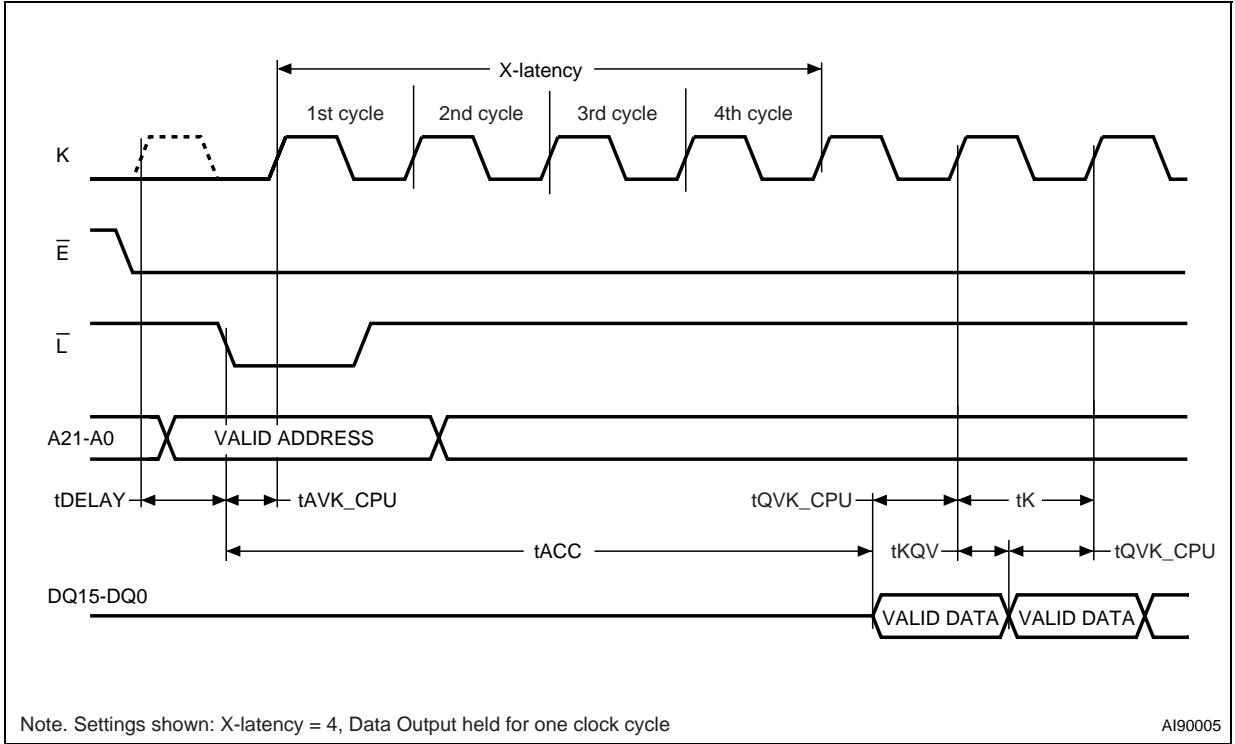 X-latency
1st cycle 2nd cycle 3rd cycle 4th cycle
K
E
L
A21-A0 VALID ADDRESS
tDELAY tAVK_CPU tQVK_CPU tK
tACC tKQV tQVK_CPU
DQ15-DQ0
VALID DATA VALID DATA
Note. Settings shown: X-latency = 4, Data Output held for one clock cycle AI90005